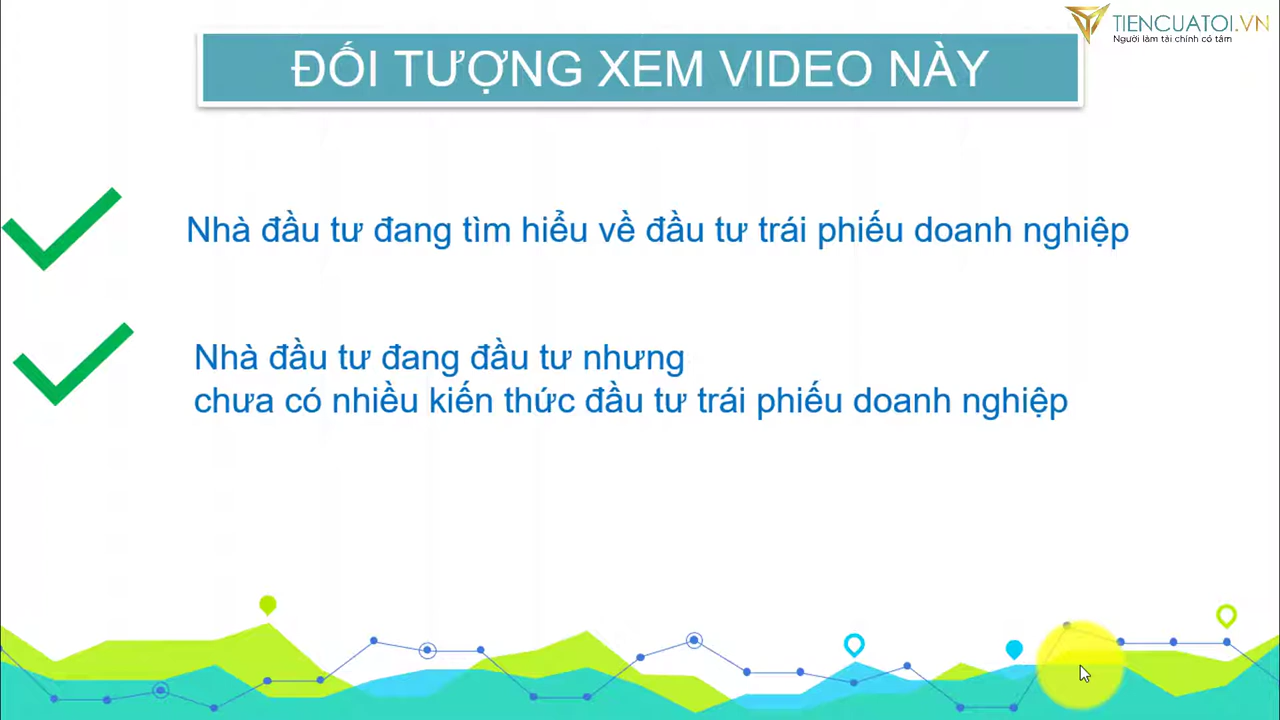 TIENCUATOI.VN
Người làm tài chính có tâm
ĐỐI TƯỢNG XEM VIDEO NÀY
Nhà đầu tư đang tìm hiểu về đầu tư trái phiếu doanh nghiệp
Nhà đầu tư đang đầu tư nhưng
chưa có nhiều kiến thức đầu tư trái phiếu doanh nghiệp